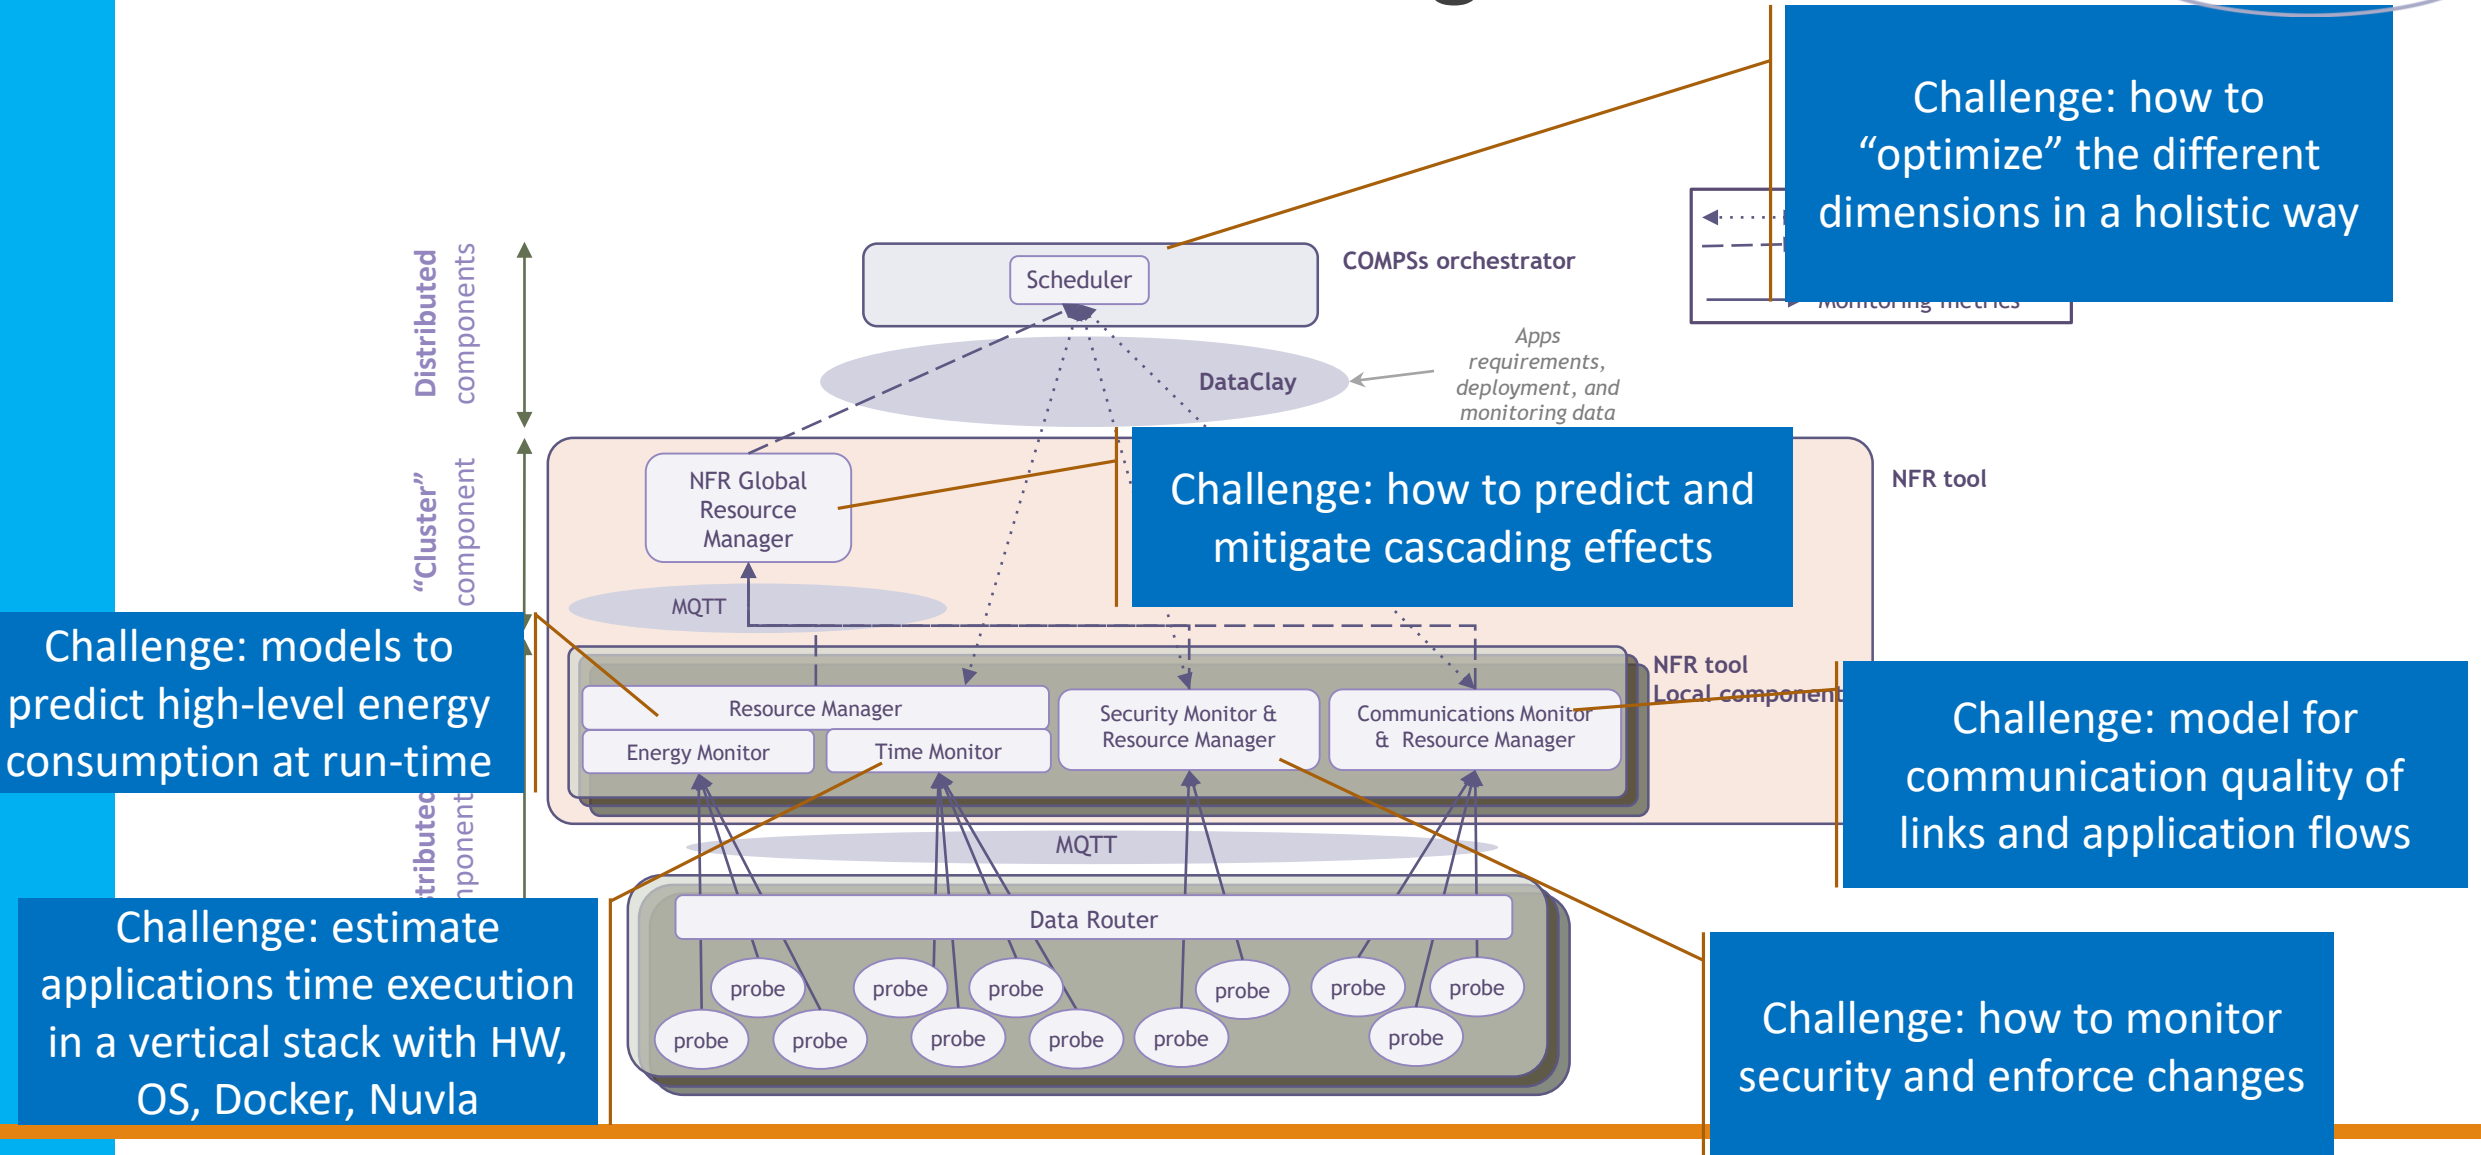 Challenge: how to
“optimize” the different
dimensions in a holistic way
Monitoring metrics
Distributed
components
Scheduler
COMPSs orchestrator
DataClay
Apps
requirements,
deployment, and
monitoring data
“Cluster”
component
NFR Global
Resource
Manager
Challenge: how to predict and
mitigate cascading effects
NFR tool
MQTT
Challenge: models to
predict high-level energy
consumption at run-time
NFR tool
Local component
Resource Manager
Energy Monitor
Time Monitor
Security Monitor &
Resource Manager
Communications Monitor
& Resource Manager
Challenge: model for
communication quality of
links and application flows
MQTT
Data Router
probe
probe
probe
probe
probe
probe
probe
probe
probe
probe
probe
probe
Challenge: estimate
applications time execution
in a vertical stack with HW,
OS, Docker, Nuvla
Challenge: how to monitor
security and enforce changes